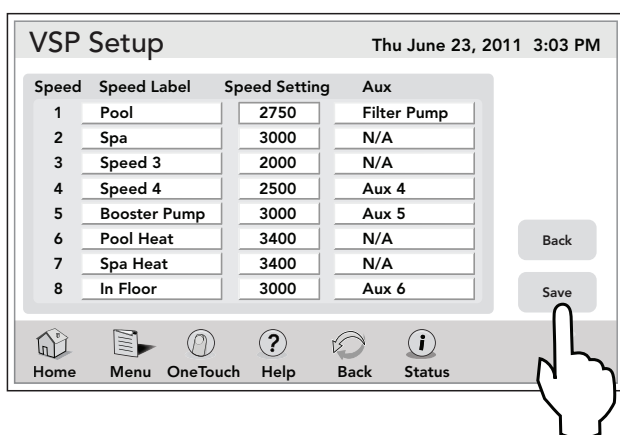 VSP Setup Thu June 23, 2011 3:03 PM
Speed Speed Label Speed Setting Aux
1 Pool 2750 Filter Pump
2 Spa 3000 N/A
3 Speed 3 2000 N/A
4 Speed 4 2500 Aux 4
5 Booster Pump 3000 Aux 5
6 Pool Heat 3400 N/A
7 Spa Heat 3400 N/A
8 In Floor 3000 Aux 6
Back
Save
Home Menu OneTouch Help Back Status